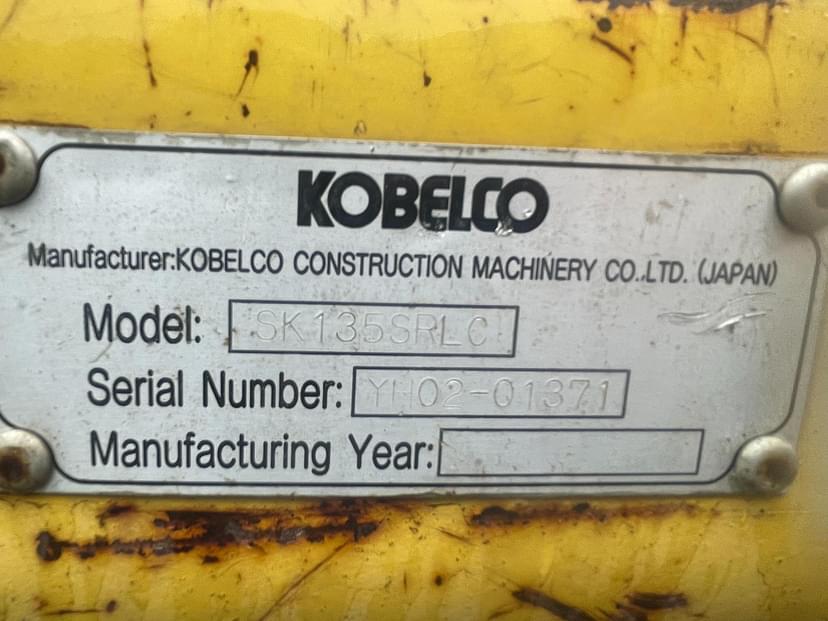 KOBELCO
Manufacturer:KOBELCO CONSTRUCTION MACHINERY CO.,LTD. (JAPAN)
Model: SK135SRLC
Serial Number: YH02-01371
Manufacturing Year: